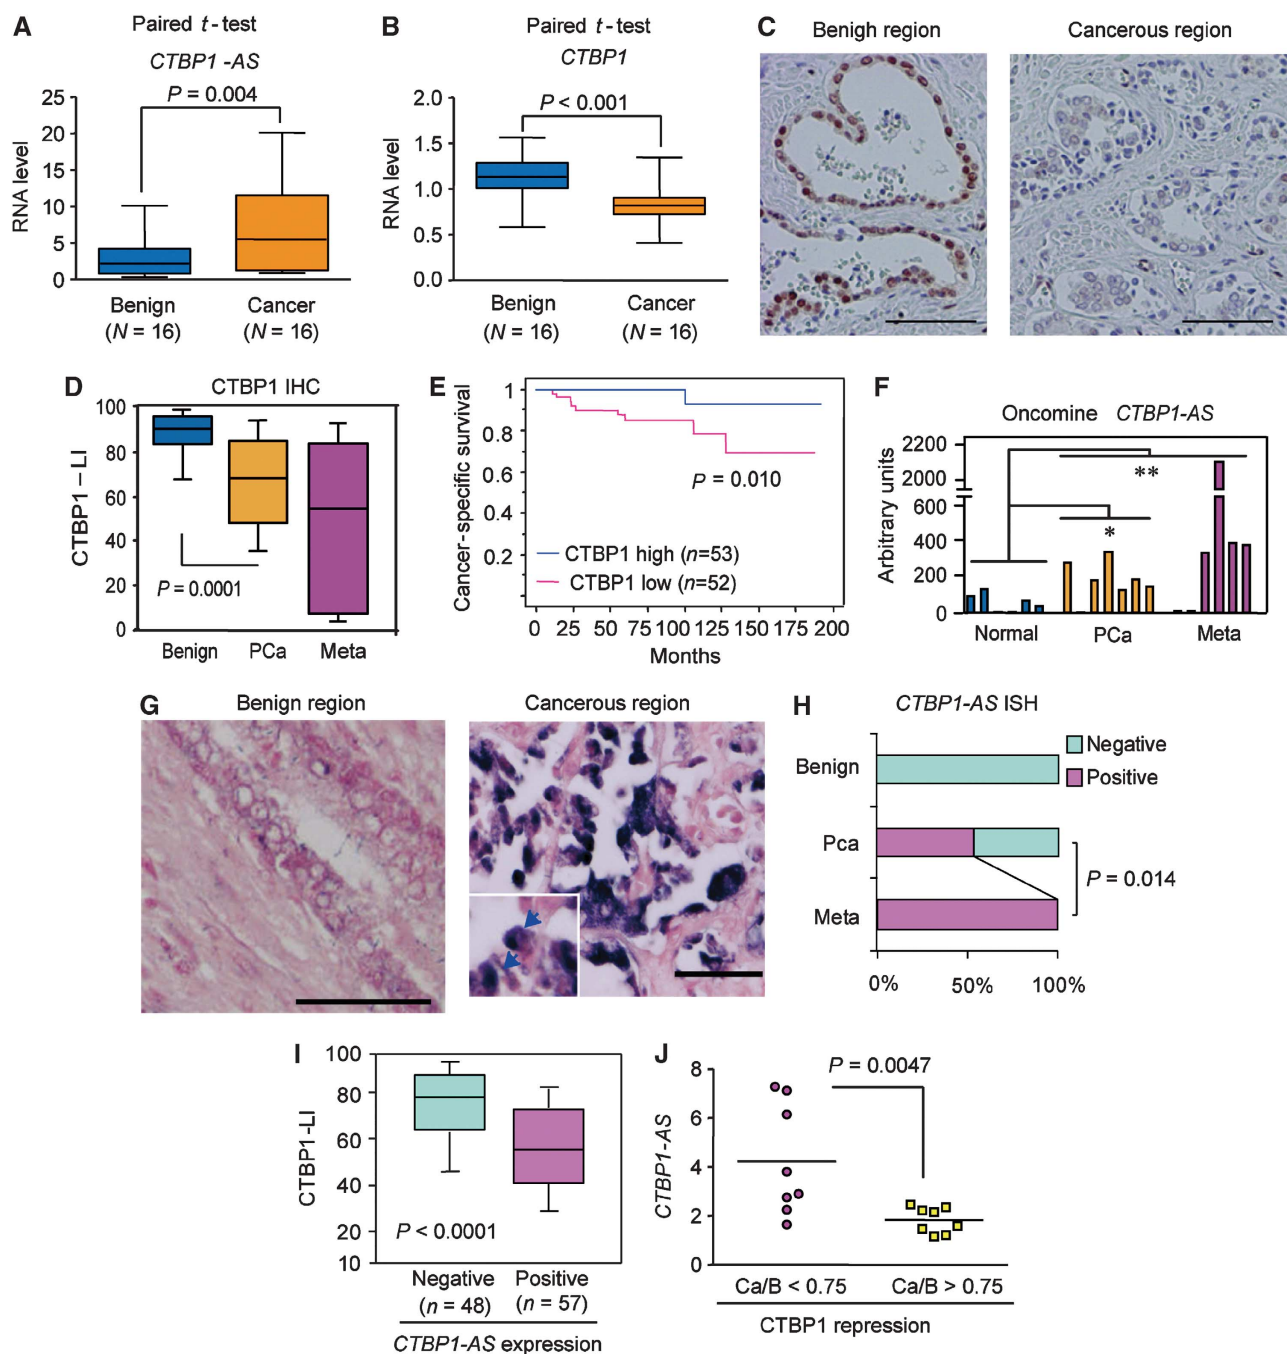 A
Paired t-test
CTBP1 -AS
P = 0.004
RNA level
25
20
15
10
5
0
Benign
(N = 16)
Cancer
(N = 16)
B
Paired t-test
CTBP1
P < 0.001
RNA level
2.0
1.5
1.0
0.5
0.0
Benign
(N = 16)
Cancer
(N = 16)
C
Benigh region
Cancerous region
D
CTBP1 IHC
CTBP1 – LI
100
80
60
40
20
0
P = 0.0001
Benign
PCa
Meta
E
Cancer-specific survival
1
0.8
0.6
0.4
0.2
P = 0.010
CTBP1 high (n=53)
CTBP1 low (n=52)
0 25 50 75 100 125 150 175 200
Months
F
Oncomine CTBP1-AS
Arbitrary units
2200
2000
600
400
200
0
**
*
Normal
PCa
Meta
G
Benign region
Cancerous region
H
CTBP1-AS ISH
Negative
Positive
Benign
Pca
Meta
P = 0.014
0% 50% 100%
I
CTBP1-LI
100
80
60
40
20
10
P < 0.0001
Negative
(n = 48)
Positive
(n = 57)
CTBP1-AS expression
J
P = 0.0047
CTBP1-AS
8
6
4
2
0
Ca/B < 0.75
Ca/B > 0.75
CTBP1 repression